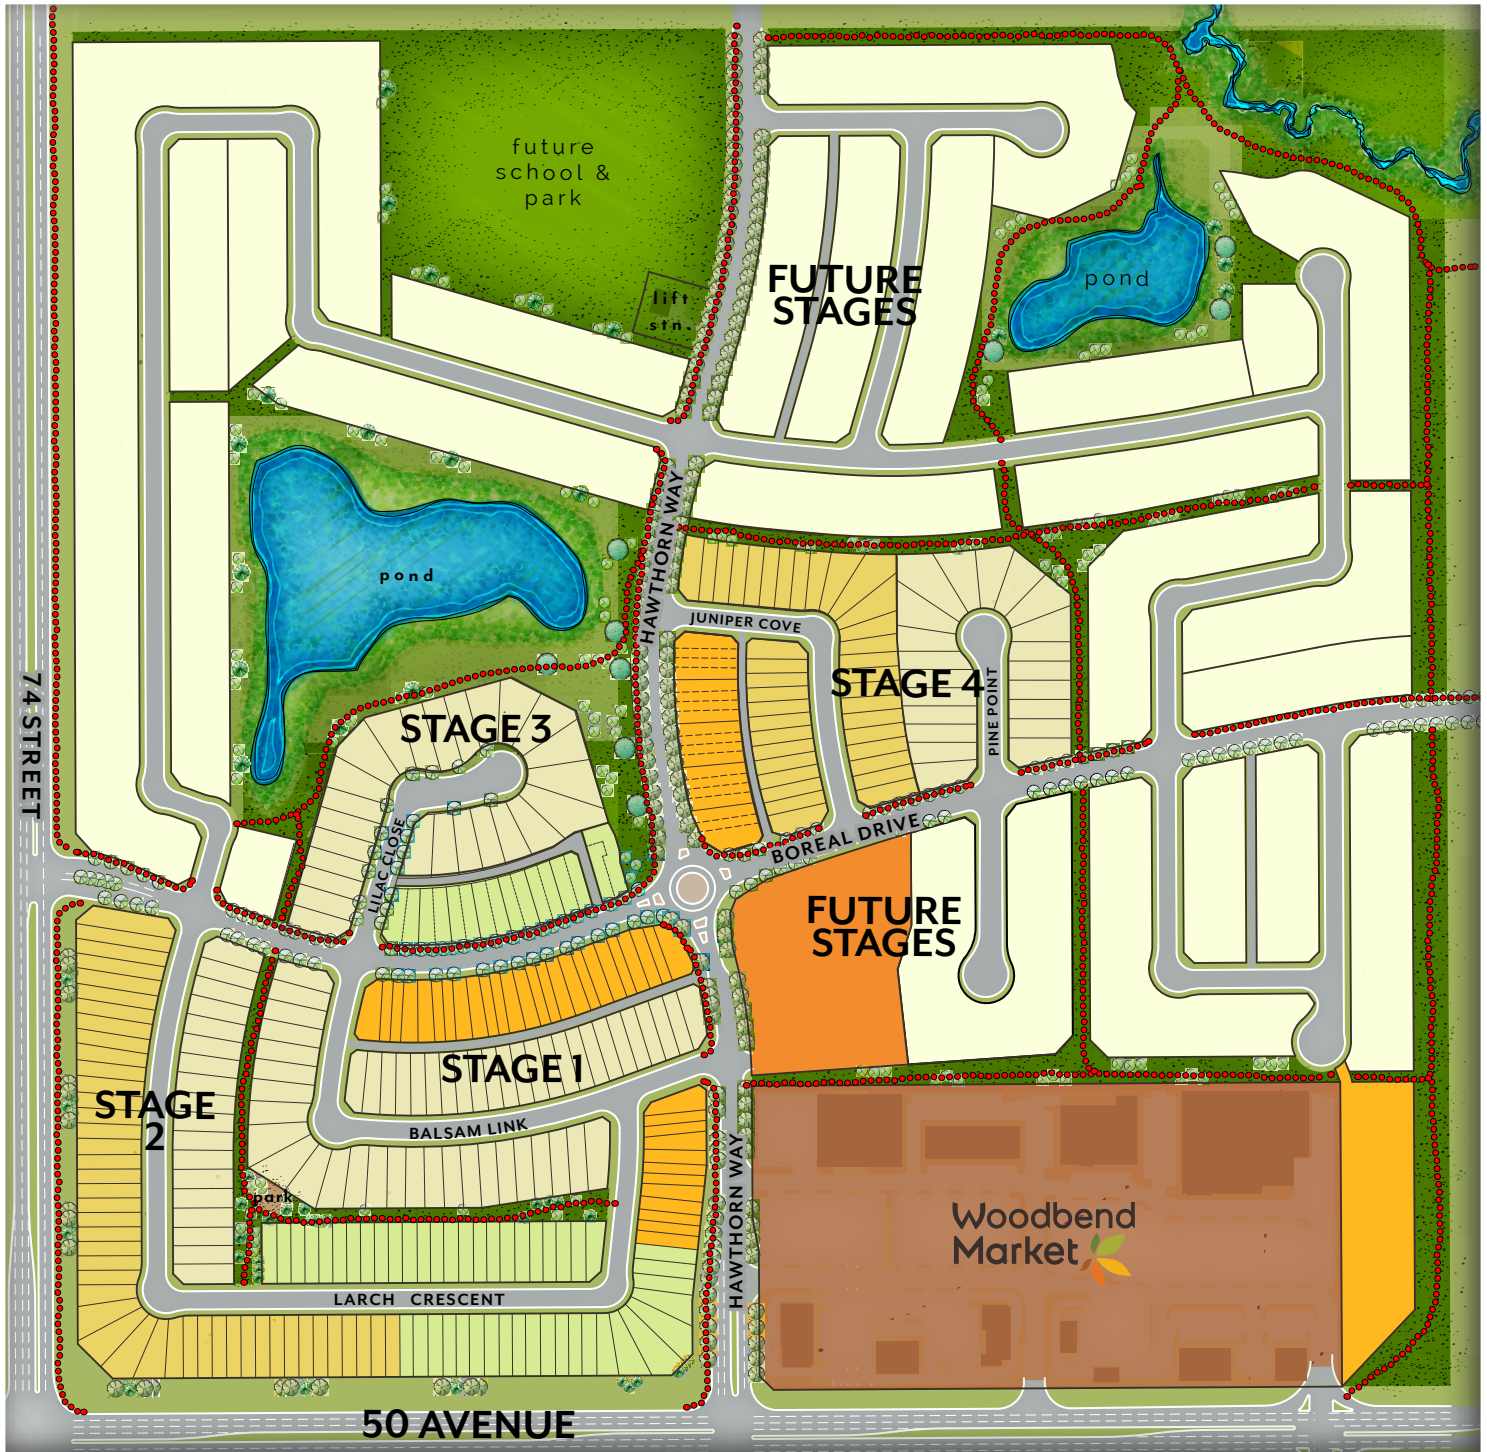 future
school &
park
lift
stn.
FUTURE
STAGES
pond
HAWTHORN WAY
pond
JUNIPER COVE
STAGE 4
PINE POINT
STAGE 3
74 STREET
LILAC CLOSE
BOREAL DRIVE
FUTURE
STAGES
STAGE 1
STAGE
2
BALSAM LINK
park
HAWTHORN WAY
Woodbend
Market
LARCH CRESCENT
50 AVENUE